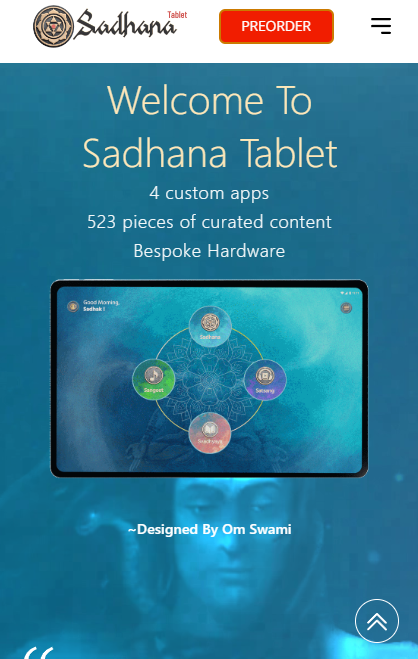 Sadhana Tablet
PREORDER
Welcome To
Sadhana Tablet
4 custom apps
523 pieces of curated content
Bespoke Hardware
Good Morning,
Sadhak !
Sadhana
Sangeet
Satsang
Svadhyaya
~Designed By Om Swami
“